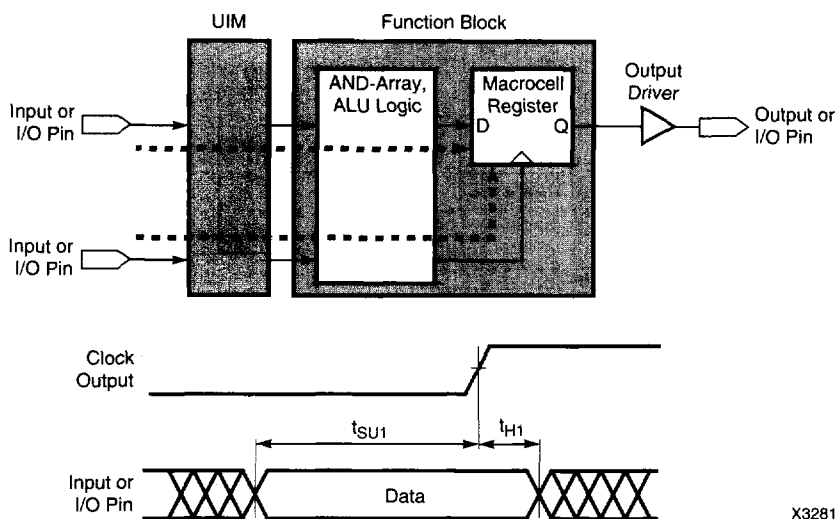 UIM
Function Block
AND-Array,
ALU Logic
Macrocell
Register
D
Q
Output
Driver
Input or
I/O Pin
Output or
I/O Pin
Input or
I/O Pin
Clock
Output
tSU1
tH1
Input or
I/O Pin
Data
X3281